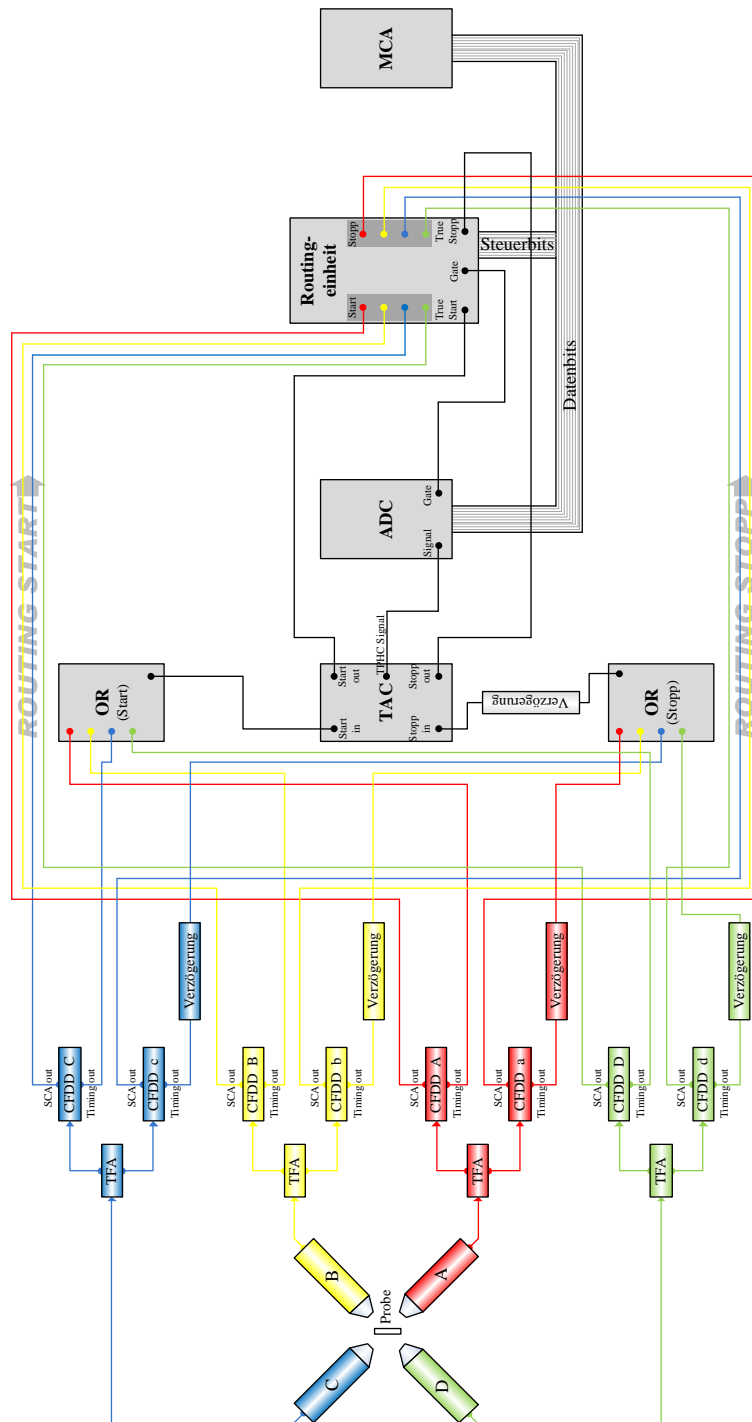 MCA
Routing-
einheit
Start
Stopp
True
Start
Gate
True
Stopp
Steuerbits
Datenbits
ROUTING START
ROUTING STOPP
ADC
Signal
Gate
OR
(Start)
TAC
Start
in
Start
out
TPHC Signal
Stopp
in
Stopp
out
Verzögerung
OR
(Stopp)
Verzögerung
Verzögerung
Verzögerung
Verzögerung
SCA out
CFDD C
Timing out
SCA out
CFDD c
Timing out
SCA out
CFDD B
Timing out
SCA out
CFDD b
Timing out
SCA out
CFDD A
Timing out
SCA out
CFDD a
Timing out
SCA out
CFDD D
Timing out
SCA out
CFDD d
Timing out
TFA
TFA
TFA
TFA
B
A
Probe
C
D